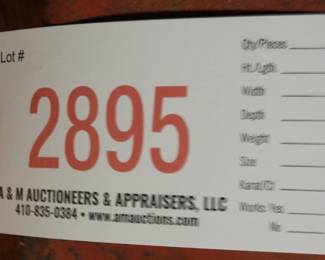 Lot #
2895
A & M AUCTIONEERS & APPRAISERS, LLC
410-835-0384 • www.amauctions.com
Qty/Pieces
Ht./Lgth.
Width
Depth
Weight
Size
Karat/Ct
Works: Yes
No